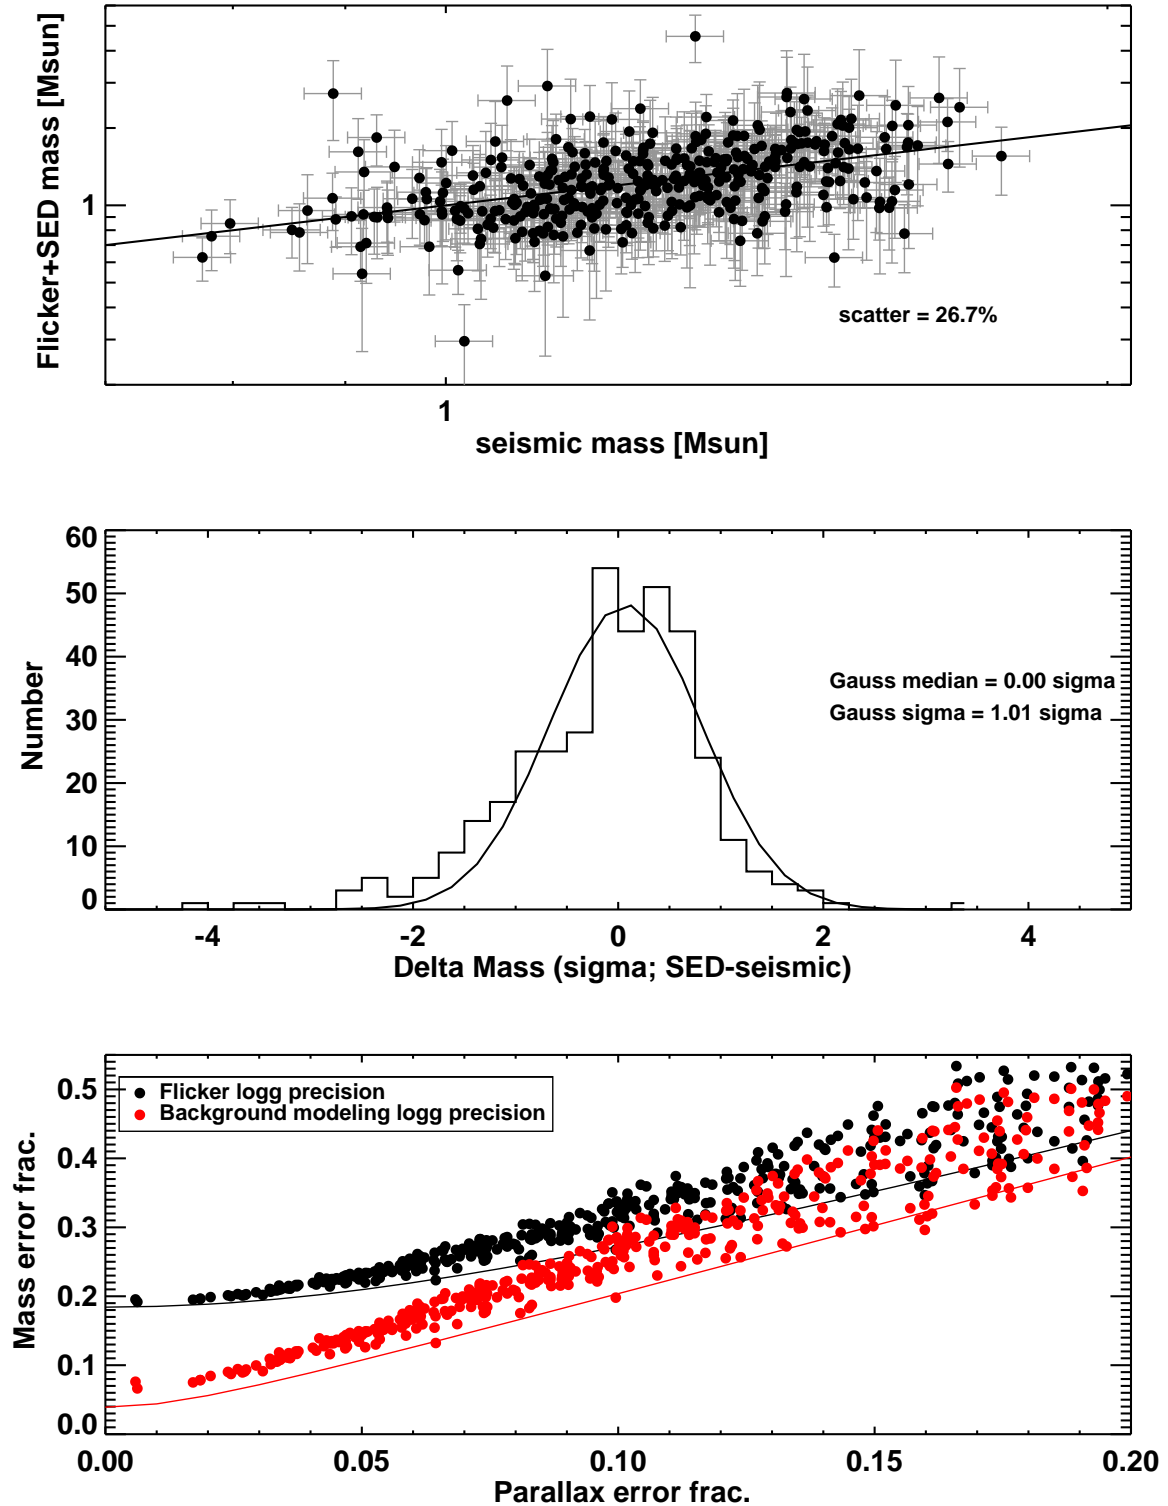 Flicker+SED mass [Msun]
1
scatter = 26.7%
1
seismic mass [Msun]
60
50
40
30
20
10
0
Number
Gauss median = 0.00 sigma
Gauss sigma = 1.01 sigma
-4 -2 0 2 4
Delta Mass (sigma; SED-seismic)
0.5
0.4
0.3
0.2
0.1
0.0
Mass error frac.
Flicker logg precision
Background modeling logg precision
0.00 0.05 0.10 0.15 0.20
Parallax error frac.